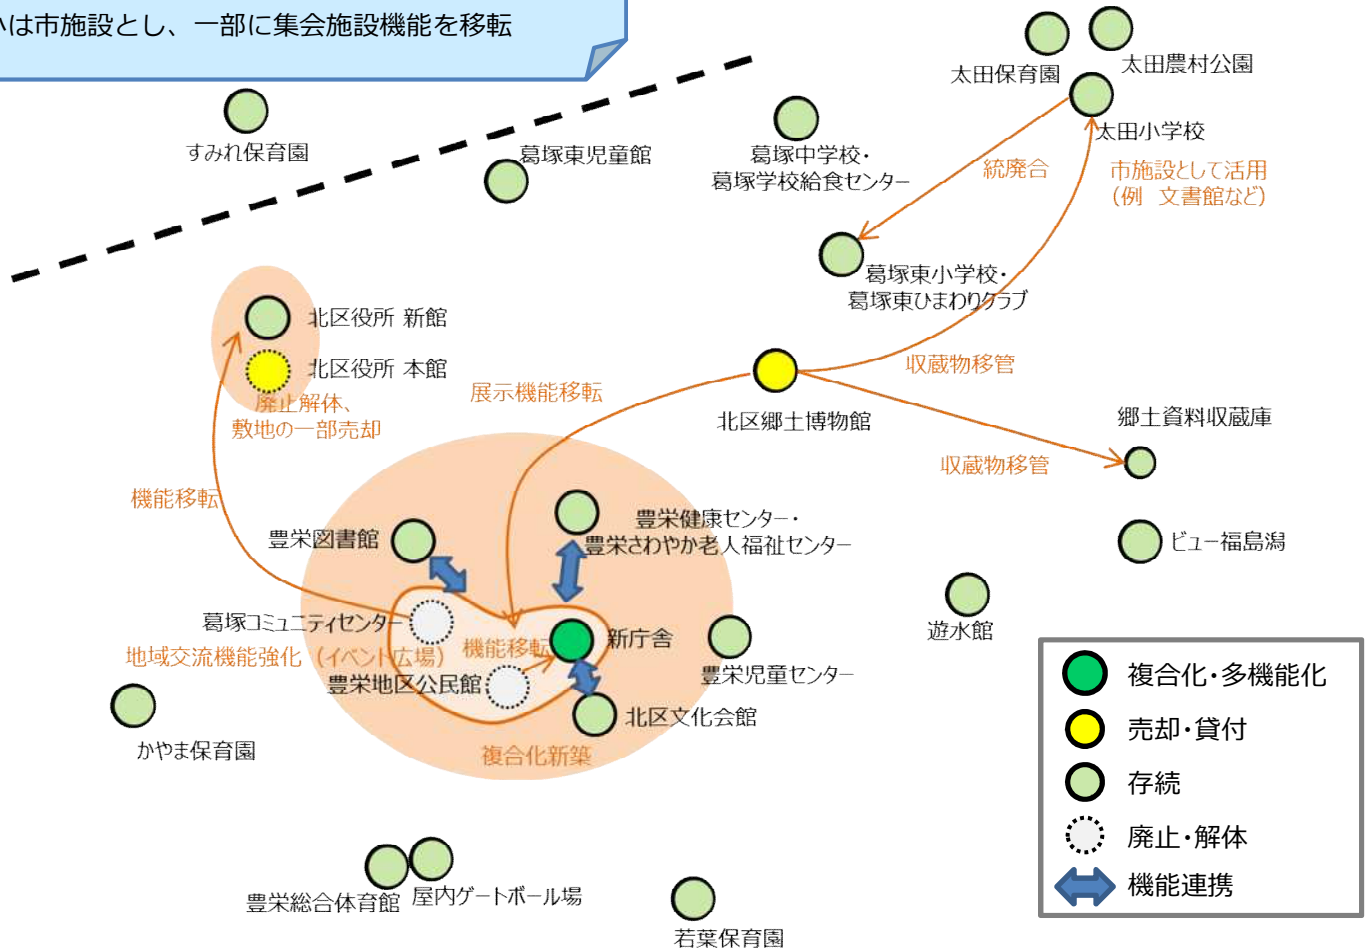 いは市施設とし、一部に集会施設機能を移転
太田保育園
太田農村公園
太田小学校
すみれ保育園
葛塚東児童館
葛塚中学校・
葛塚学校給食センター
統廃合
市施設として活用
（例　文書館など）
葛塚東小学校・
葛塚東ひまわりクラブ
北区役所 新館
北区役所 本館
廃止解体、
敷地の一部売却
展示機能移転
北区郷土博物館
収蔵物移管
郷土資料収蔵庫
収蔵物移管
機能移転
豊栄図書館
豊栄健康センター・
豊栄さわやか老人福祉センター
ビュー福島潟
遊水館
葛塚コミュニティセンター
地域交流機能強化（イベント広場）
機能移転
新庁舎
豊栄地区公民館
豊栄児童センター
北区文化会館
複合化新築
かやま保育園
豊栄総合体育館
屋内ゲートボール場
若葉保育園
複合化・多機能化
売却・貸付
存続
廃止・解体
機能連携